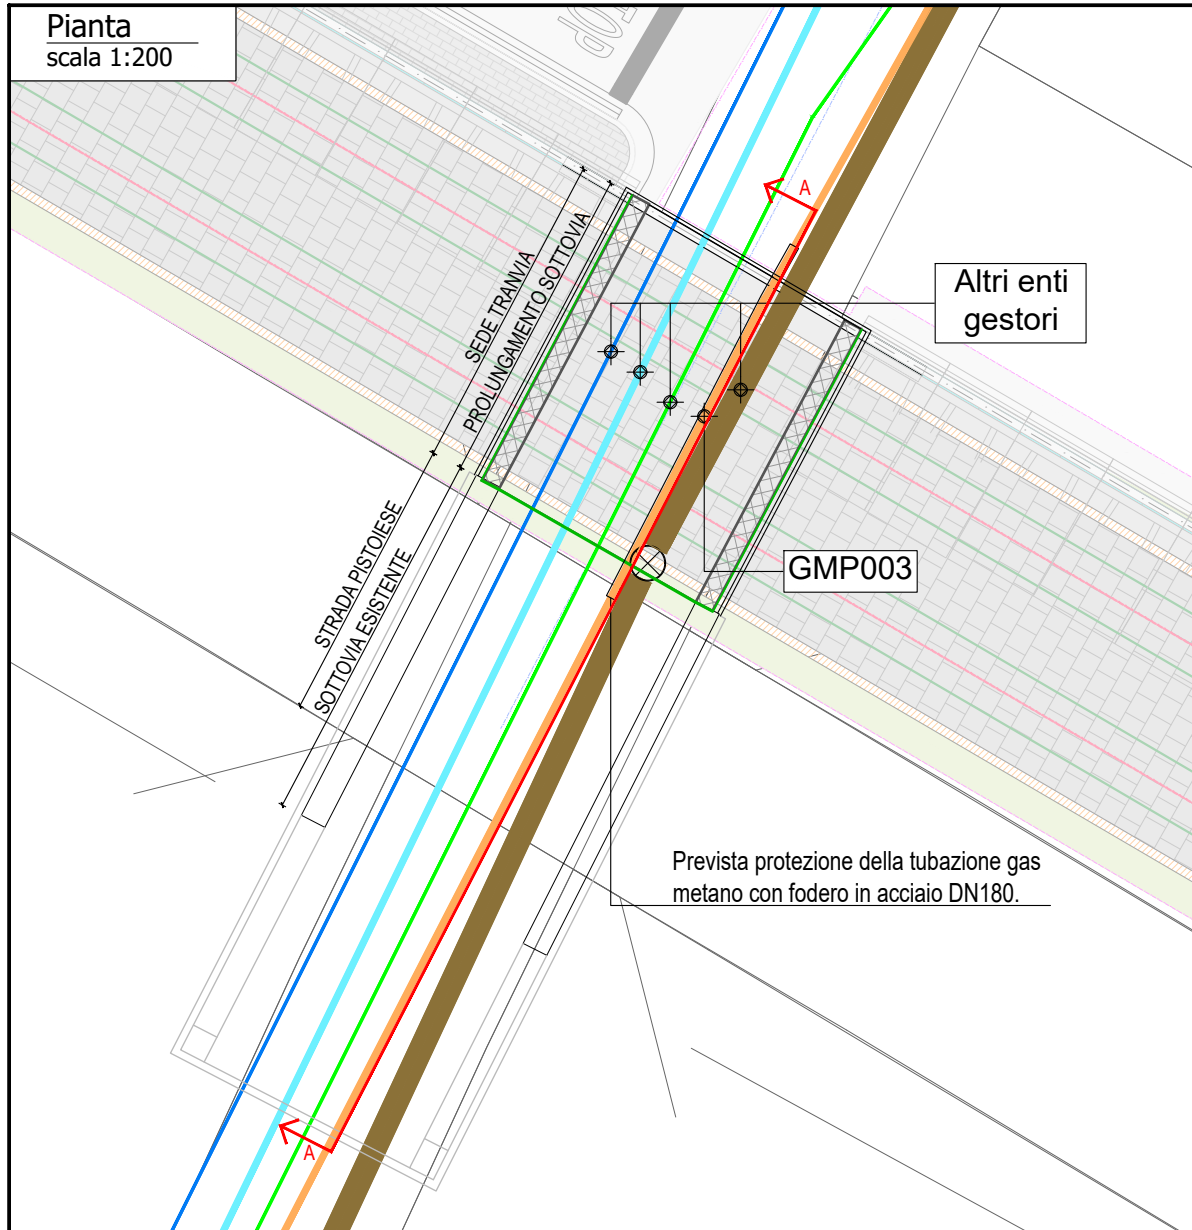 Pianta
scala 1:200
TOP
A
SEDE TRANVIA
PROLUNGAMENTO SOTTOVIA
Altri enti
gestori
GMP003
STRADA PISTOIESE
SOTTOVIA ESISTENTE
Prevista protezione della tubazione gas
metano con fodero in acciaio DN180.
A